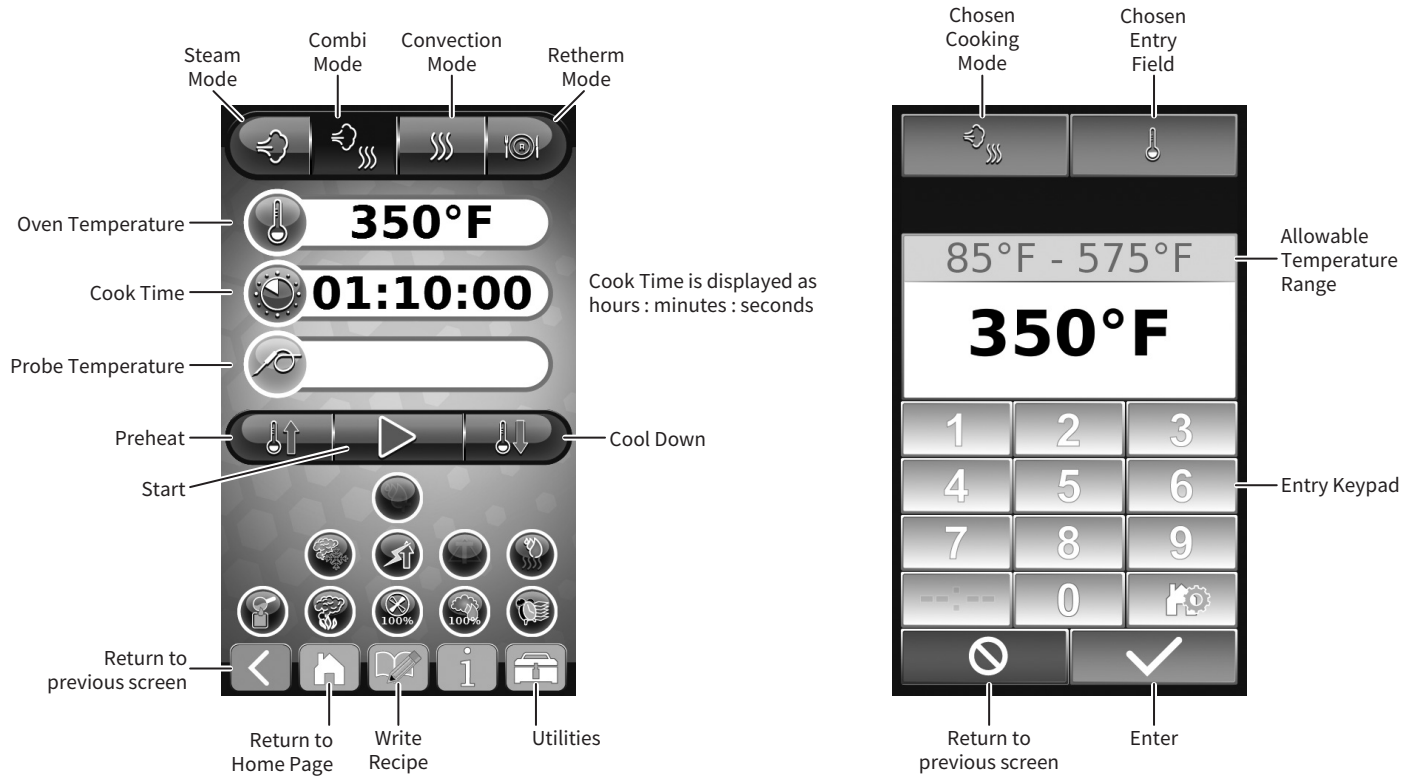 Steam
Mode
Combi
Mode
Convection
Mode
Retherm
Mode
Oven Temperature
350°F
Cook Time
01:10:00
Cook Time is displayed as
hours : minutes : seconds
Probe Temperature
Preheat
Cool Down
Start
100%
100%
Return to
previous screen
i
Return to
Home Page
Write
Recipe
Utilities
Chosen
Cooking
Mode
Chosen
Entry
Field
85°F - 575°F
Allowable
Temperature
Range
350°F
1 2 3
4 5 6
Entry Keypad
7 8 9
--:-- 0
Return to
previous screen
Enter